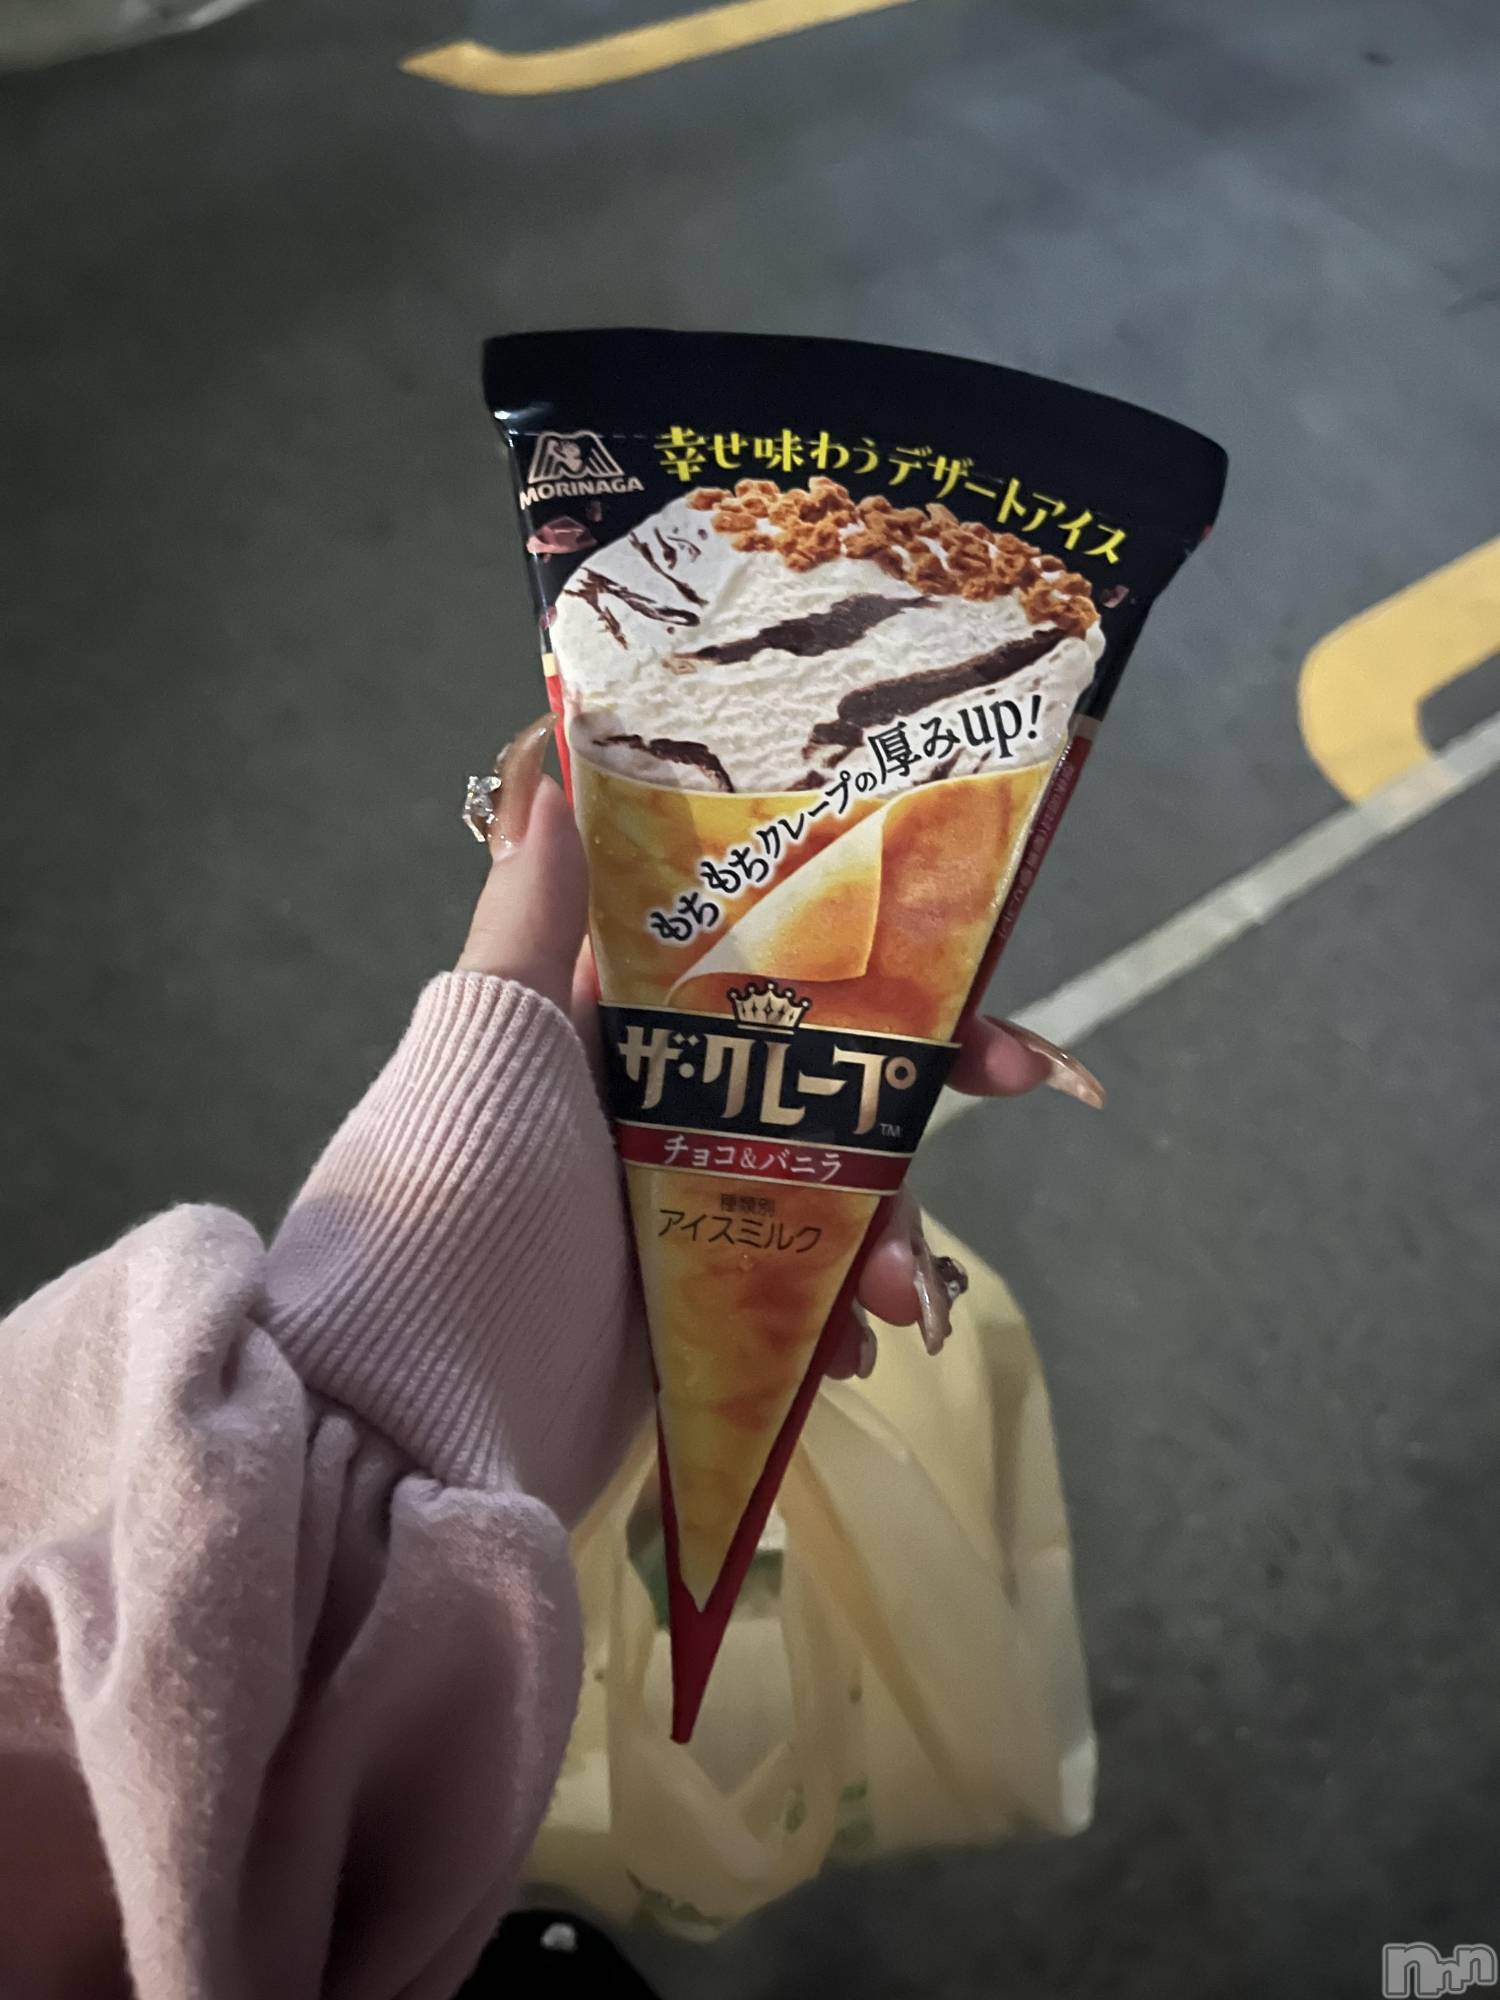 MORINAGA
幸せ味わうデザートアイス
もちもちクレープの厚みup!
ザ・クレープ
TM
チョコ&バニラ
種類別
アイスミルク
nnn